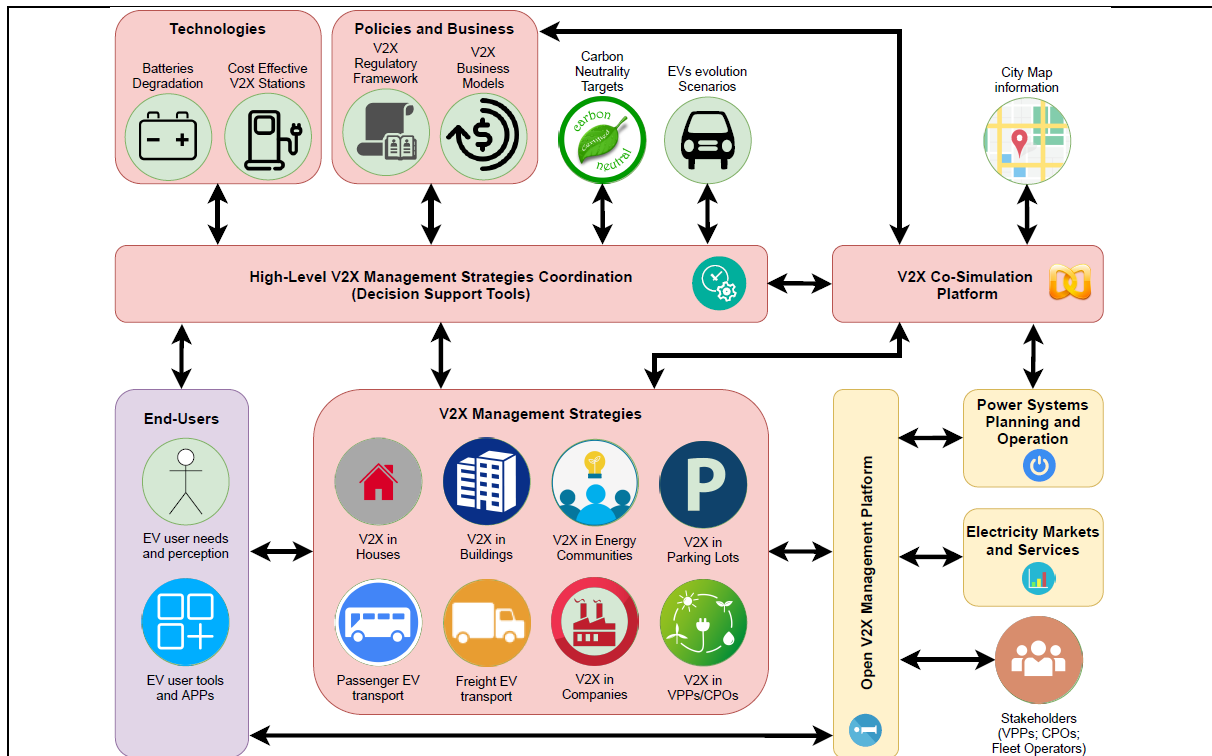 Technologies
Batteries
Degradation
Cost Effective
V2X Stations
Policies and Business
V2X
Regulatory
Framework
V2X
Business
Models
Carbon
Neutrality
Targets
carbon
certified
neutral
EVs evolution
Scenarios
City Map
information
High-Level V2X Management Strategies Coordination
(Decision Support Tools)
V2X Co-Simulation
Platform
End-Users
EV user needs
and perception
EV user tools
and APPs
V2X Management Strategies
V2X in
Houses
V2X in
Buildings
V2X in Energy
Communities
P
V2X in
Parking Lots
Passenger EV
transport
Freight EV
transport
V2X in
Companies
V2X in
VPPs/CPOs
Open V2X Management Platform
Power Systems
Planning and
Operation
Electricity Markets
and Services
Stakeholders
(VPPs; CPOs;
Fleet Operators)